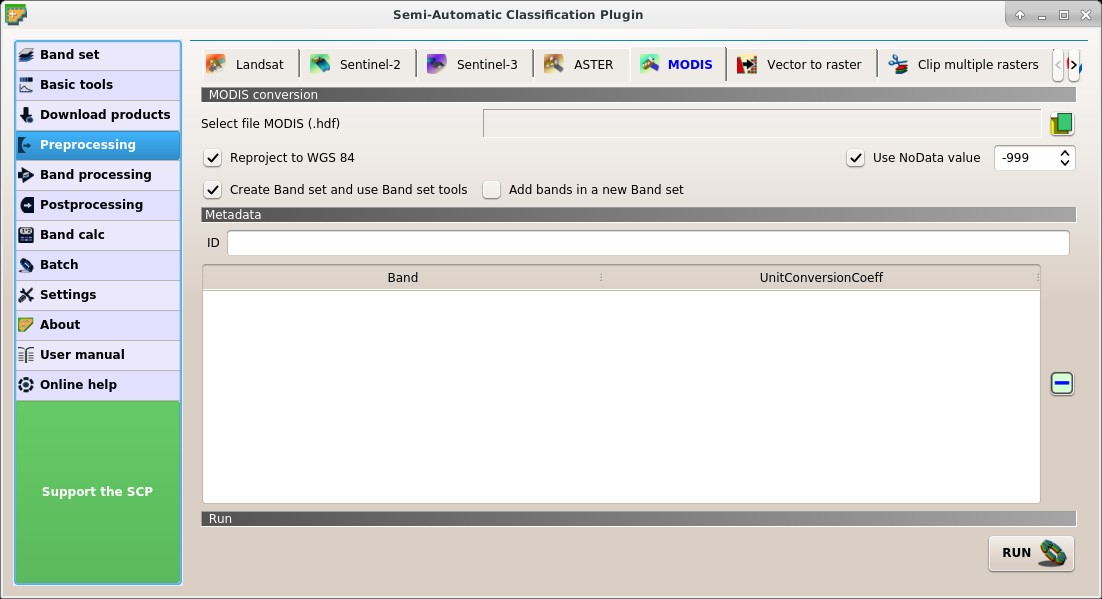 Semi-Automatic Classification Plugin
Band set
Basic tools
Download products
Preprocessing
Band processing
Postprocessing
Band calc
Batch
Settings
About
User manual
Online help
Support the SCP
Landsat
Sentinel-2
Sentinel-3
ASTER
MODIS
Vector to raster
Clip multiple rasters
MODIS conversion
Select file MODIS (.hdf)
Reproject to WGS 84
Use NoData value
-999
Create Band set and use Band set tools
Add bands in a new Band set
Metadata
ID
Band
UnitConversionCoeff
Run
RUN